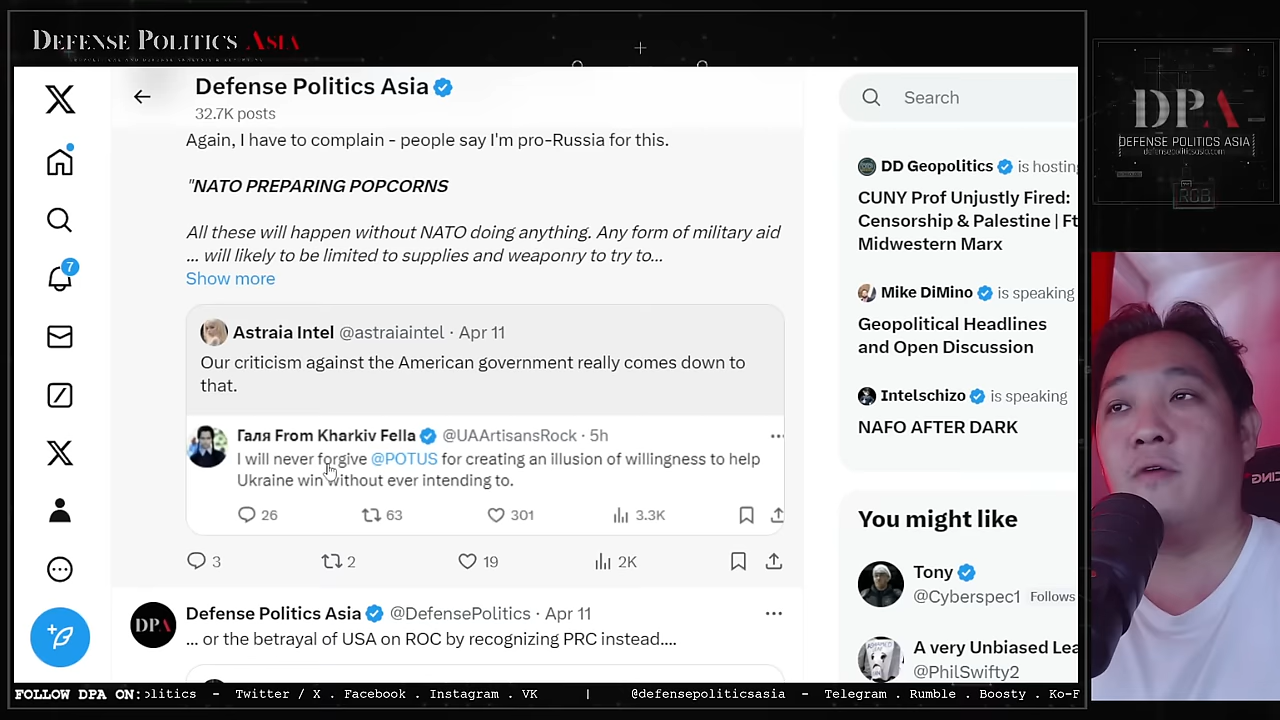 DEFENSE POLITICS ASIA
Defense Politics Asia
32.7K posts
Again, I have to complain - people say I'm pro-Russia for this.
"NATO PREPARING POPCORNS
All these will happen without NATO doing anything. Any form of military aid
... will likely to be limited to supplies and weaponry to try to...
Show more
Astraia Intel @astraiaintel · Apr 11
Our criticism against the American government really comes down to
that.
Галя From Kharkiv Fella @UAArtisansRock · 5h
I will never forgive @POTUS for creating an illusion of willingness to help
Ukraine win without ever intending to.
26 63 301 3.3K
3 2 19 2K
Defense Politics Asia @DefensePolitics · Apr 11
... or the betrayal of USA on ROC by recognizing PRC instead....
7
Search
DD Geopolitics is hosting
CUNY Prof Unjustly Fired:
Censorship & Palestine | Ft
Midwestern Marx
Mike DiMino is speaking
Geopolitical Headlines
and Open Discussion
Intelschizo is speaking
NAFO AFTER DARK
You might like
Tony
@Cyberspec1 Follows
A very Unbiased Lea
@PhilSwifty2
DPA
DEFENSE POLITICS ASIA
defensepoliticsasia.com
RGB
DPA
FOLLOW DPA ON: olitics - Twitter / X . Facebook . Instagram . VK | @defensepoliticsasia - Telegram . Rumble . Boosty . Ko-F